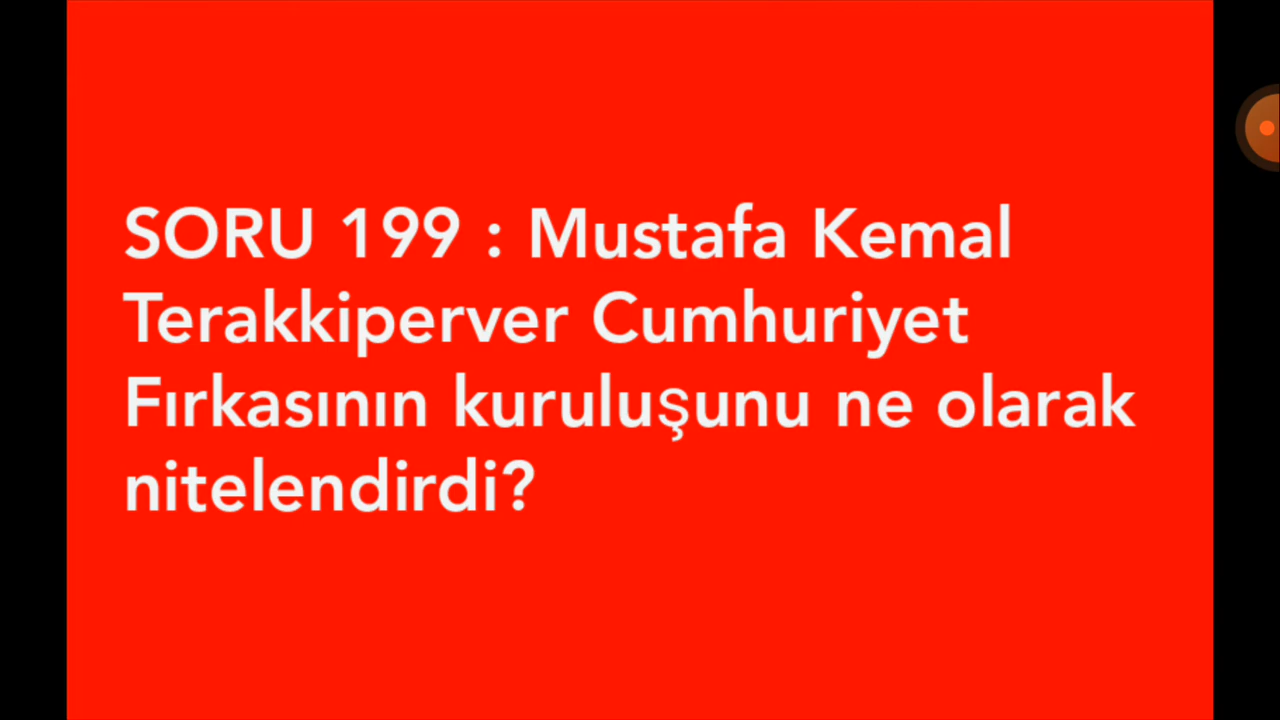 SORU 199 : Mustafa Kemal
Terakkiperver Cumhuriyet
Fırkasının kuruluşunu ne olarak
nitelendirdi?